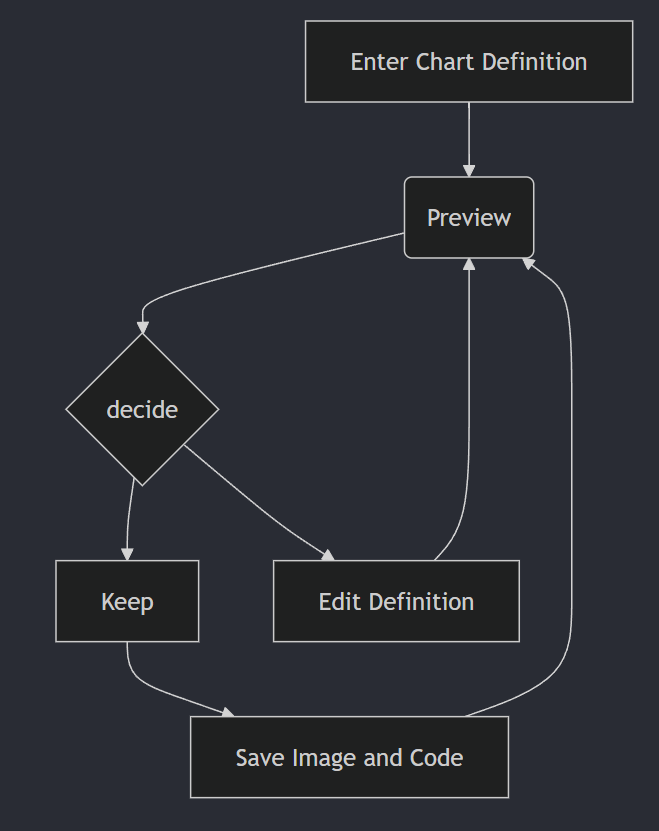 Enter Chart Definition
Preview
decide
Keep
Edit Definition
Save Image and Code